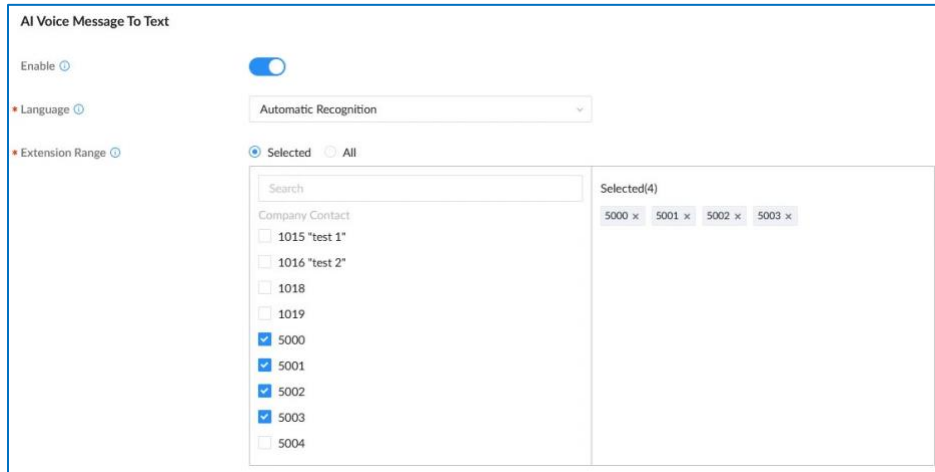 AI Voice Message To Text
Enable
* Language
Automatic Recognition
* Extension Range
Selected
All
Search
Company Contact
1015 "test 1"
1016 "test 2"
1018
1019
5000
5001
5002
5003
5004
Selected(4)
5000 × 5001 × 5002 × 5003 ×